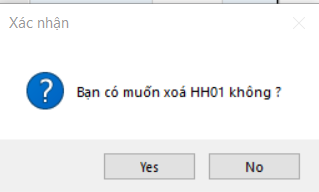 Xác nhận
Bạn có muốn xoá HH01 không ?
Yes
No